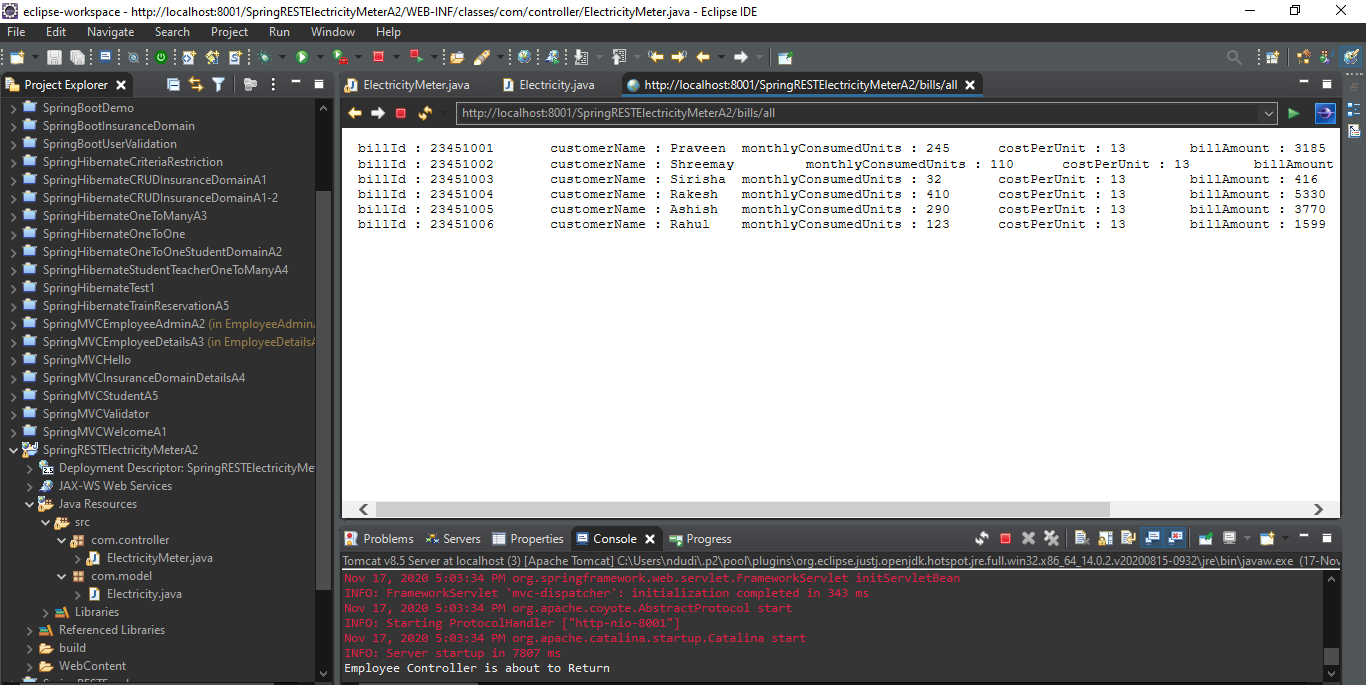 eclipse-workspace - http://localhost:8001/SpringRESTElectricityMeterA2/WEB-INF/classes/com/controller/ElectricityMeter.java - Eclipse IDE
File Edit Navigate Search Project Run Window Help
Project Explorer
SpringBootDemo
SpringBootInsuranceDomain
SpringBootUserValidation
SpringHibernateCriteriaRestriction
SpringHibernateCRUDInsuranceDomainA1
SpringHibernateCRUDInsuranceDomainA1-2
SpringHibernateOneToManyA3
SpringHibernateOneToOne
SpringHibernateOneToOneStudentDomainA2
SpringHibernateStudentTeacherOneToManyA4
SpringHibernateTest1
SpringHibernateTrainReservationA5
SpringMVCEmployeeAdminA2 (in EmployeeAdmin
SpringMVCEmployeeDetailsA3 (in EmployeeDetails
SpringMVCHello
SpringMVCInsuranceDomainDetailsA4
SpringMVCStudentA5
SpringMVCValidator
SpringMVCWelcomeA1
SpringRESTElectricityMeterA2
Deployment Descriptor: SpringRESTElectricityMe
JAX-WS Web Services
Java Resources
src
com.controller
ElectricityMeter.java
com.model
Electricity.java
Libraries
Referenced Libraries
build
WebContent
ElectricityMeter.java Electricity.java http://localhost:8001/SpringRESTElectricityMeterA2/bills/all
http://localhost:8001/SpringRESTElectricityMeterA2/bills/all
billId : 23451001 customerName : Praveen monthlyConsumedUnits : 245 costPerUnit : 13 billAmount : 3185
billId : 23451002 customerName : Shreemay monthlyConsumedUnits : 110 costPerUnit : 13 billAmount
billId : 23451003 customerName : Sirisha monthlyConsumedUnits : 32 costPerUnit : 13 billAmount : 416
billId : 23451004 customerName : Rakesh monthlyConsumedUnits : 410 costPerUnit : 13 billAmount : 5330
billId : 23451005 customerName : Ashish monthlyConsumedUnits : 290 costPerUnit : 13 billAmount : 3770
billId : 23451006 customerName : Rahul monthlyConsumedUnits : 123 costPerUnit : 13 billAmount : 1599
Problems Servers Properties Console Progress
Tomcat v8.5 Server at localhost (3) [Apache Tomcat] C:\Users\ndudi\.p2\pool\plugins\org.eclipse.justj.openjdk.hotspot.jre.full.win32.x86_64_14.0.2.v20200815-0932\jre\bin\javaw.exe (17-Nov
Nov 17, 2020 5:03:34 PM org.springframework.web.servlet.FrameworkServlet initServletBean
INFO: FrameworkServlet 'mvc-dispatcher': initialization completed in 343 ms
Nov 17, 2020 5:03:34 PM org.apache.coyote.AbstractProtocol start
INFO: Starting ProtocolHandler ["http-nio-8001"]
Nov 17, 2020 5:03:34 PM org.apache.catalina.startup.Catalina start
INFO: Server startup in 7807 ms
Employee Controller is about to Return